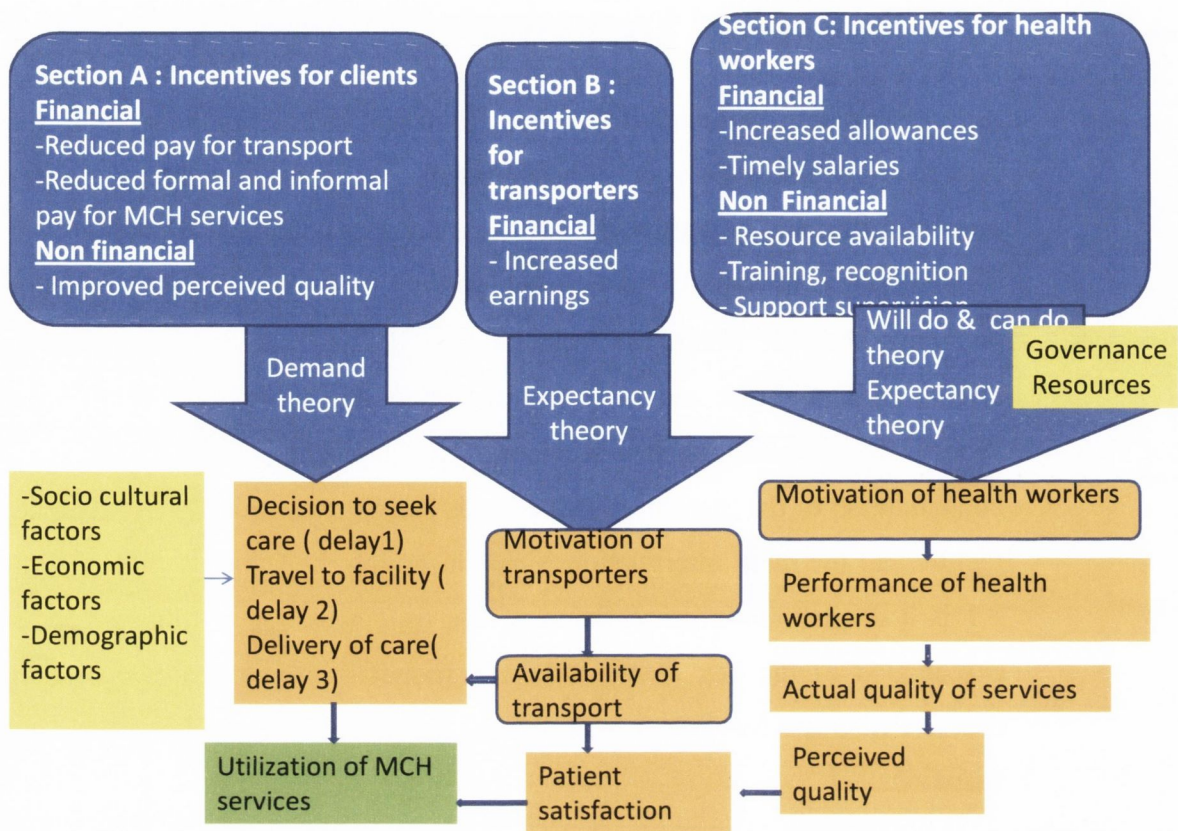 Section A : Incentives for clients
Financial
-Reduced pay for transport
-Reduced formal and informal
pay for MCH services
Non financial
- Improved perceived quality
Section B :
Incentives
for
transporters
Financial
- Increased
earnings
Section C: Incentives for health
workers
Financial
-Increased allowances
-Timely salaries
Non Financial
- Resource availability
-Training, recognition
- Support supervision
Demand
theory
Expectancy
theory
Will do & can do
theory
Expectancy
theory
Governance
Resources
-Socio cultural
factors
-Economic
factors
-Demographic
factors
Decision to seek
care ( delay1)
Travel to facility (
delay 2)
Delivery of care(
delay 3)
Motivation of
transporters
Availability of
transport
Motivation of health workers
Performance of health
workers
Actual quality of services
Perceived
quality
Patient
satisfaction
Utilization of MCH
services